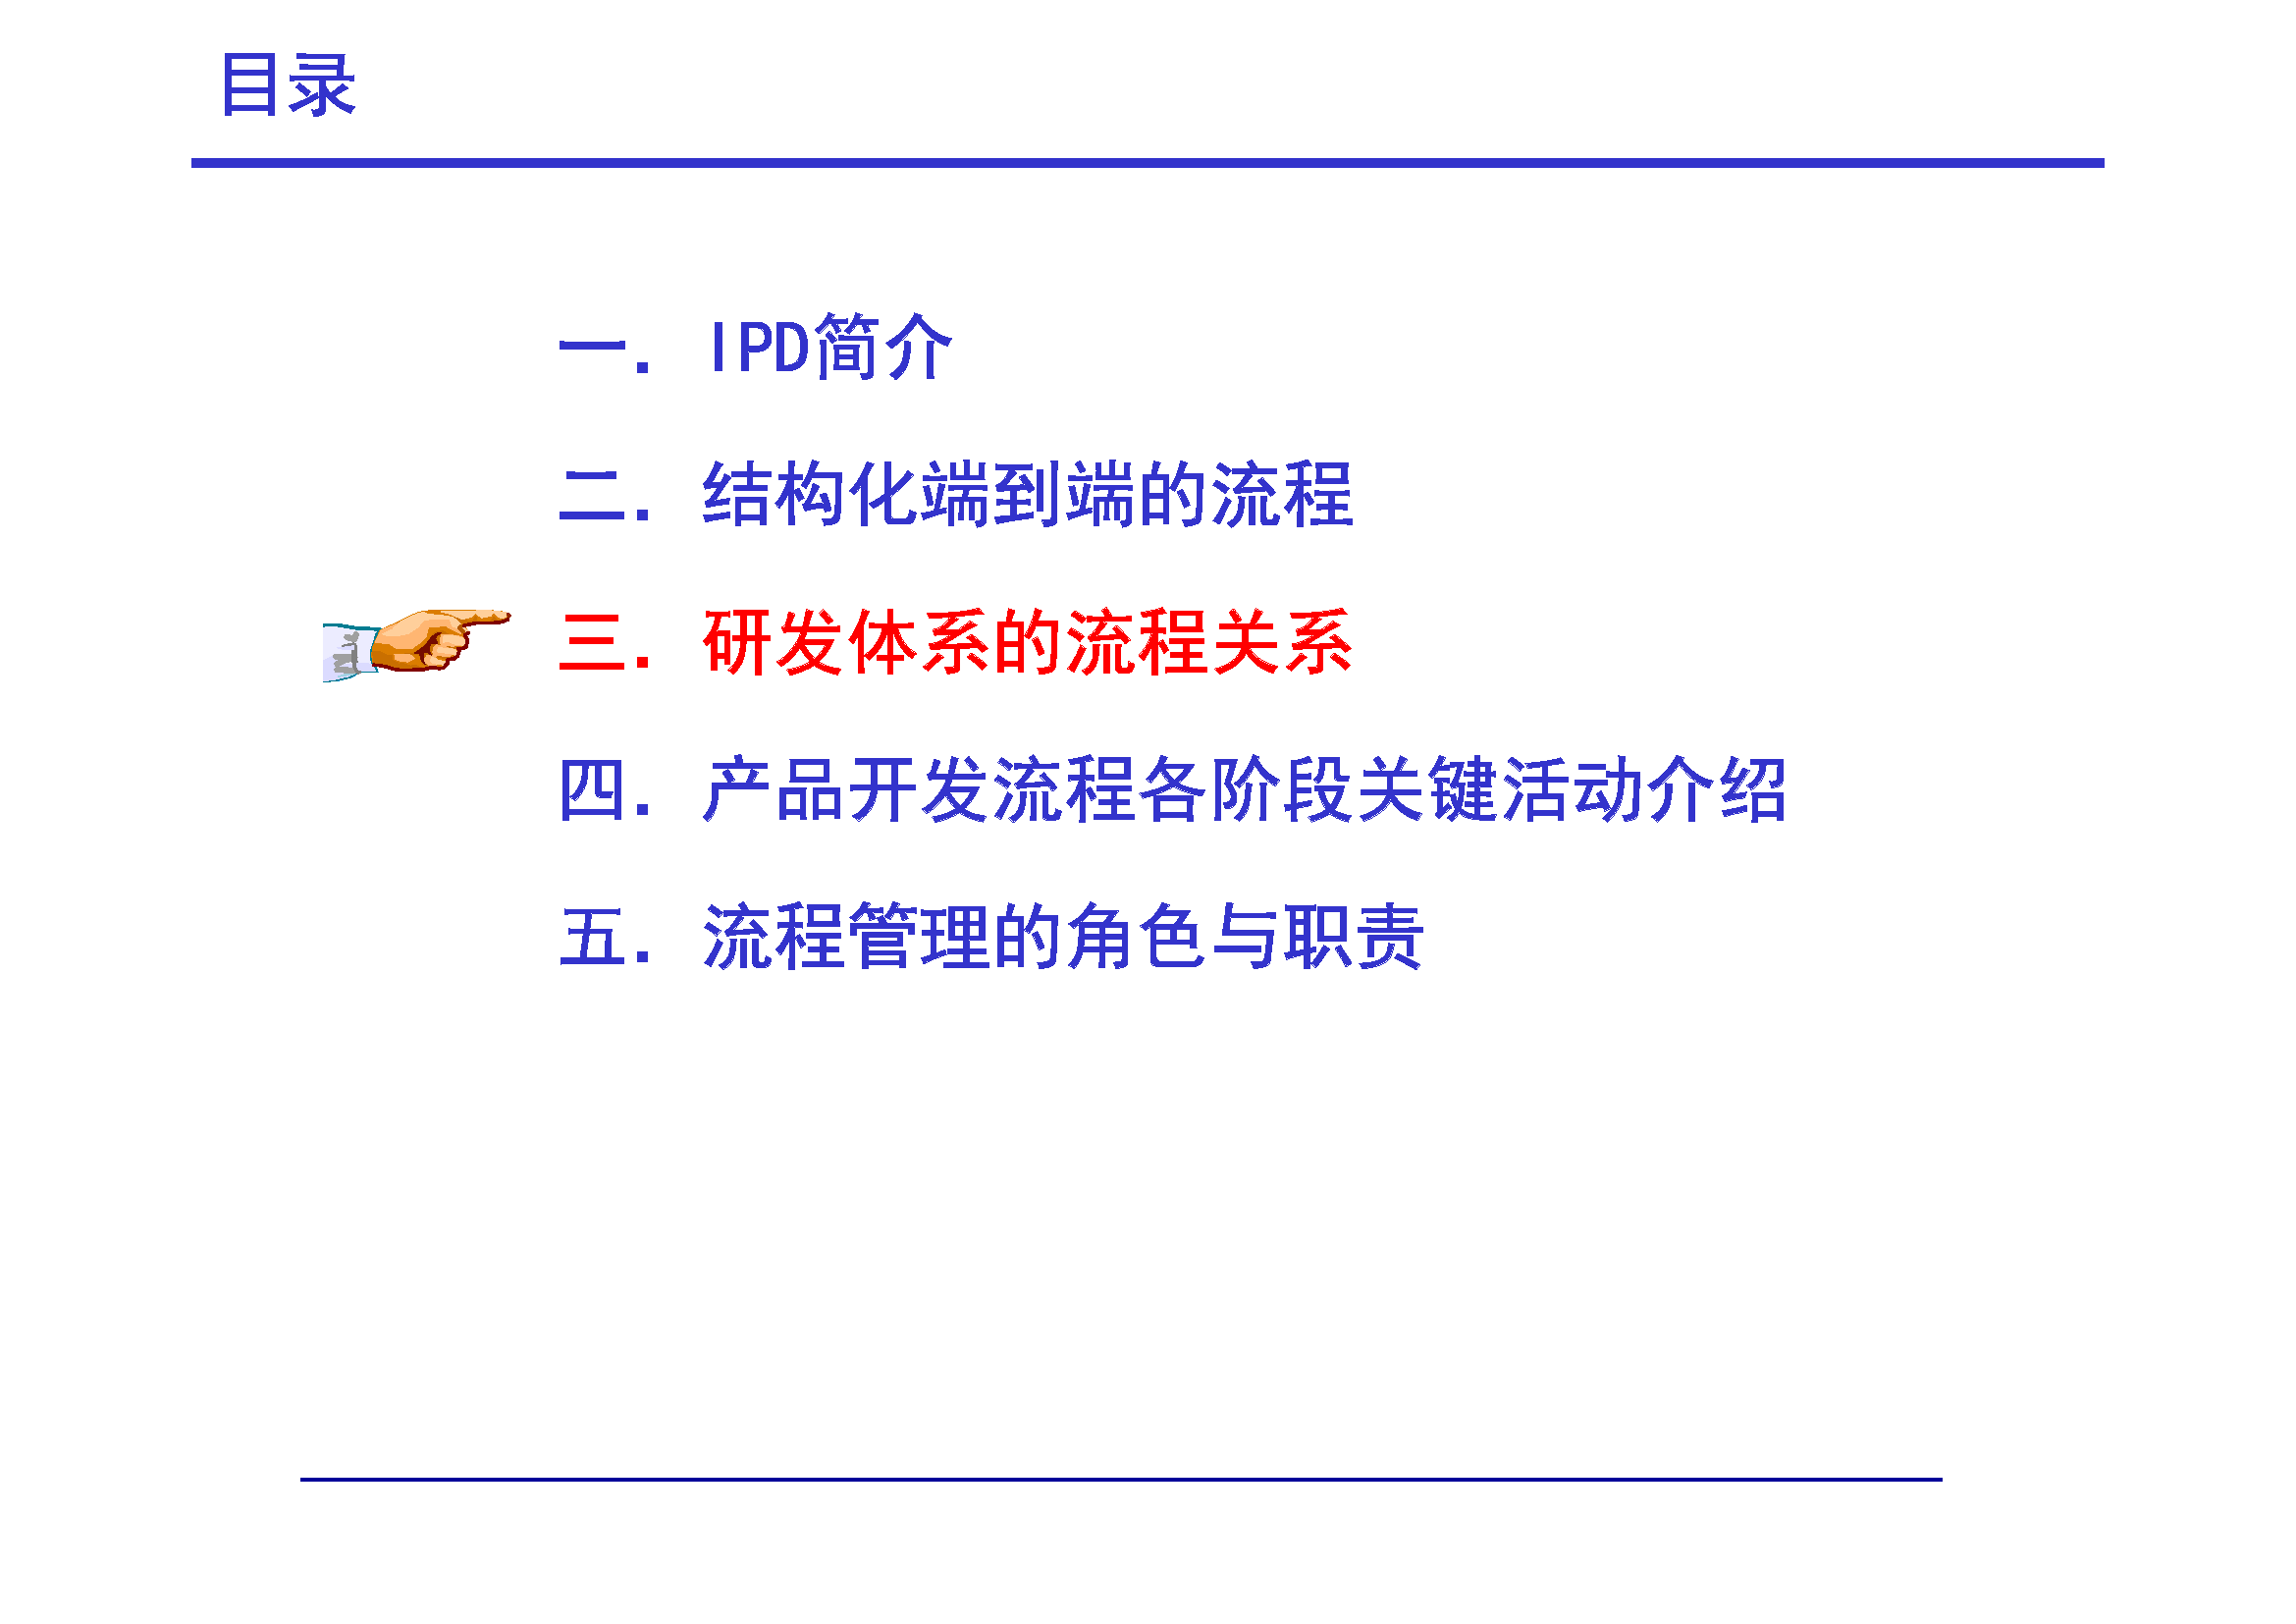 目录
一. IPD简介
二. 结构化端到端的流程
三. 研发体系的流程关系
四. 产品开发流程各阶段关键活动介绍
五. 流程管理的角色与职责